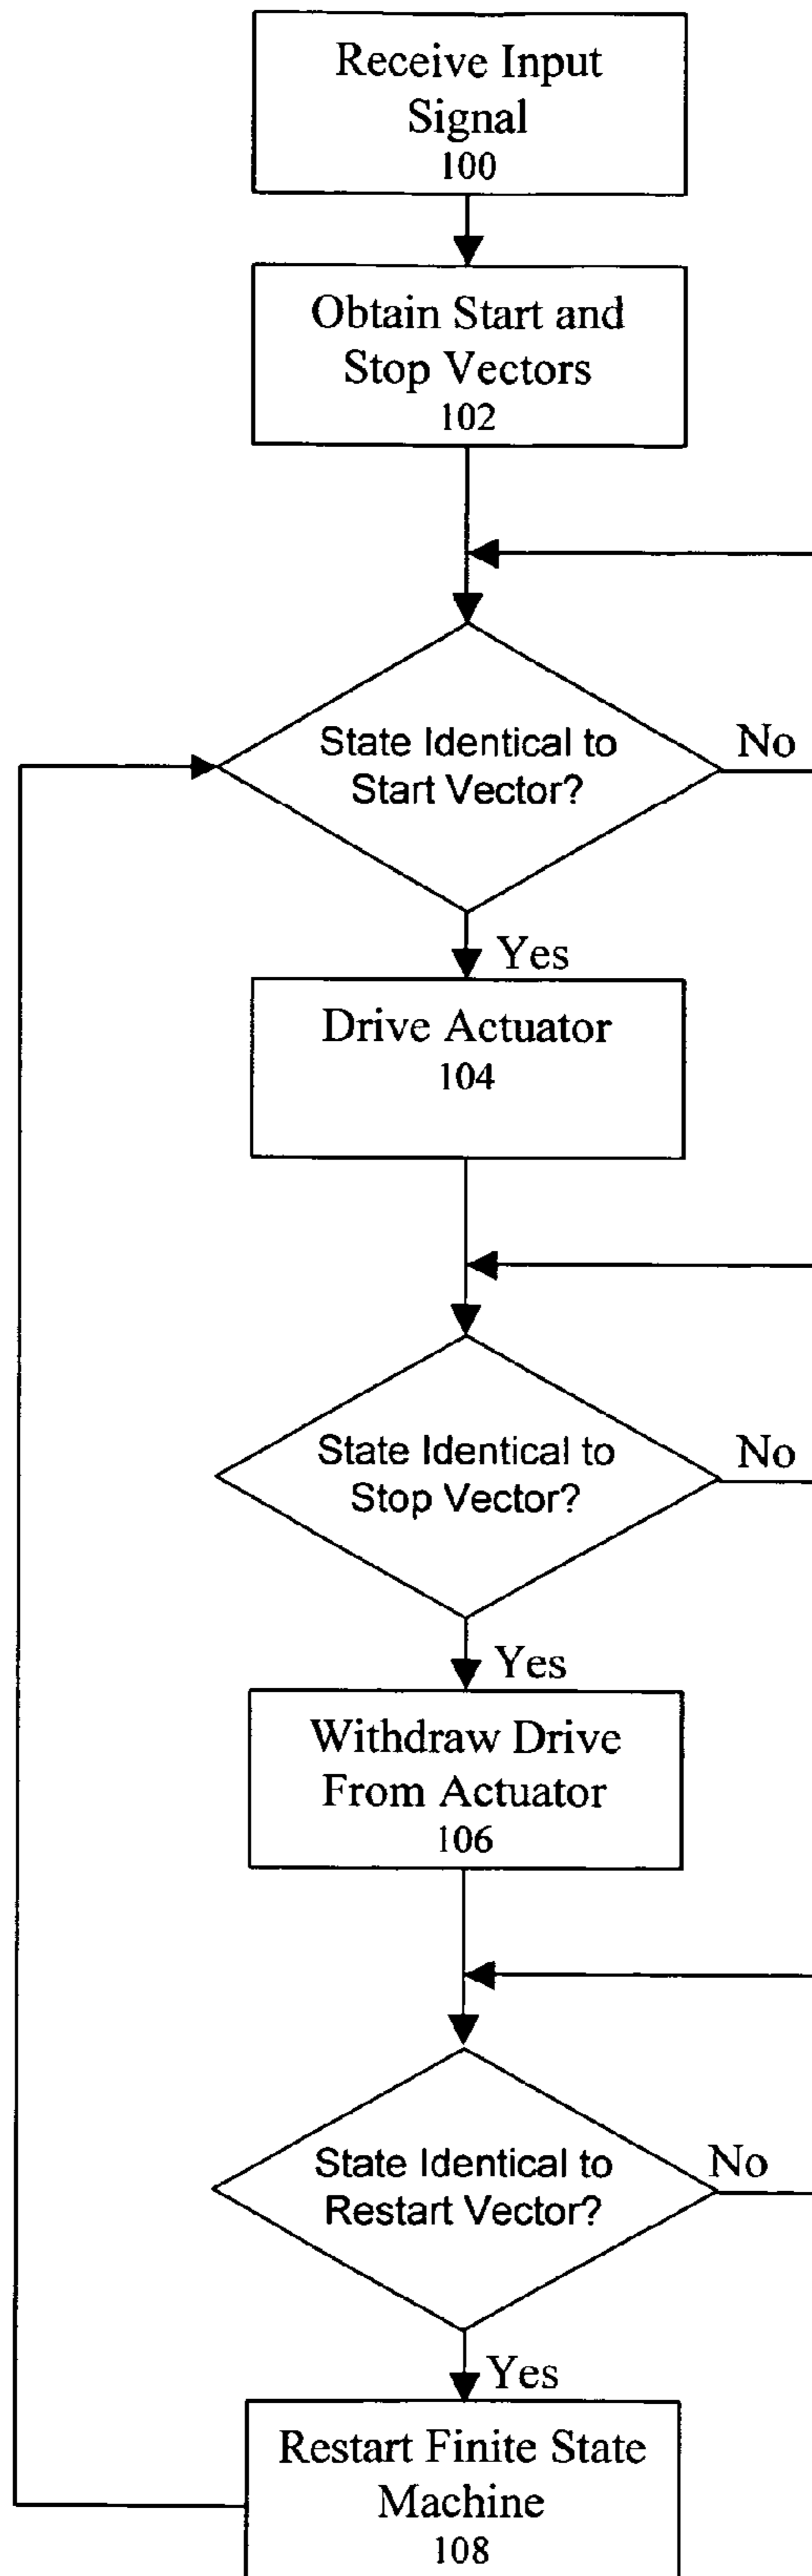 Receive Input
Signal
100
Obtain Start and
Stop Vectors
102
State Identical to
Start Vector?
No
Yes
Drive Actuator
104
State Identical to
Stop Vector?
No
Yes
Withdraw Drive
From Actuator
106
State Identical to
Restart Vector?
No
Yes
Restart Finite State
Machine
108